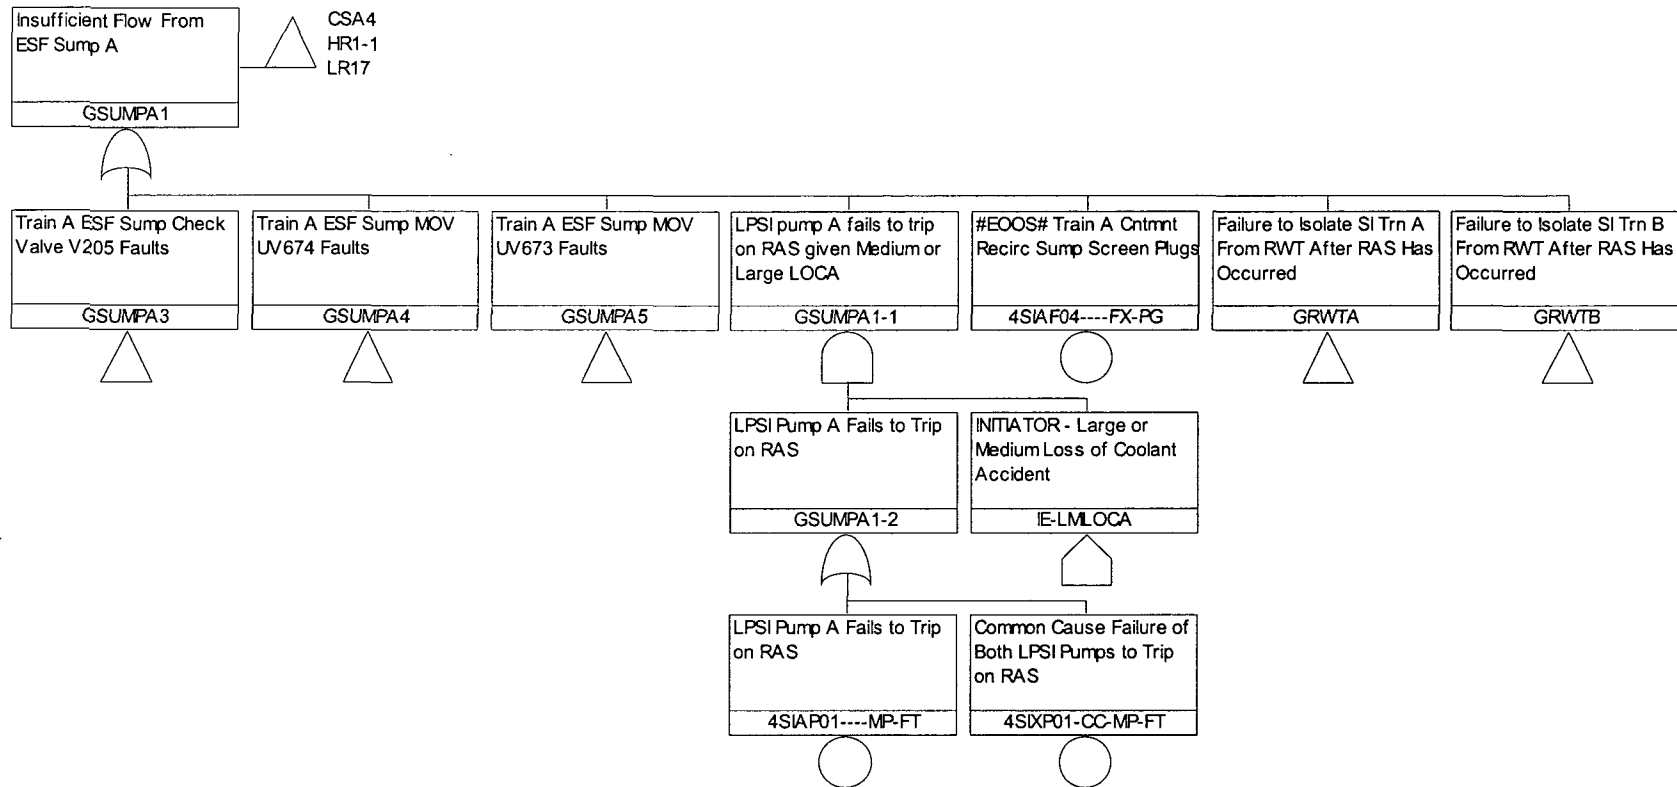 Insufficient Flow From
ESF Sump A
GSUMPA1
CSA4
HR1-1
LR17
Train A ESF Sump Check
Valve V205 Faults
GSUMPA3
Train A ESF Sump MOV
UV674 Faults
GSUMPA4
Train A ESF Sump MOV
UV673 Faults
GSUMPA5
LPSI pump A fails to trip
on RAS given Medium or
Large LOCA
GSUMPA1-1
#EOOS# Train A Cntmnt
Recirc Sump Screen Plugs
4SIAF04----FX-PG
Failure to Isolate SI Trn A
From RWT After RAS Has
Occurred
GRWTA
Failure to Isolate SI Trn B
From RWT After RAS Has
Occurred
GRWTB
LPSI Pump A Fails to Trip
on RAS
GSUMPA1-2
INITIATOR - Large or
Medium Loss of Coolant
Accident
IE-LMLOCA
LPSI Pump A Fails to Trip
on RAS
4SIAP01----MP-FT
Common Cause Failure of
Both LPSI Pumps to Trip
on RAS
4SIXP01-CC-MP-FT